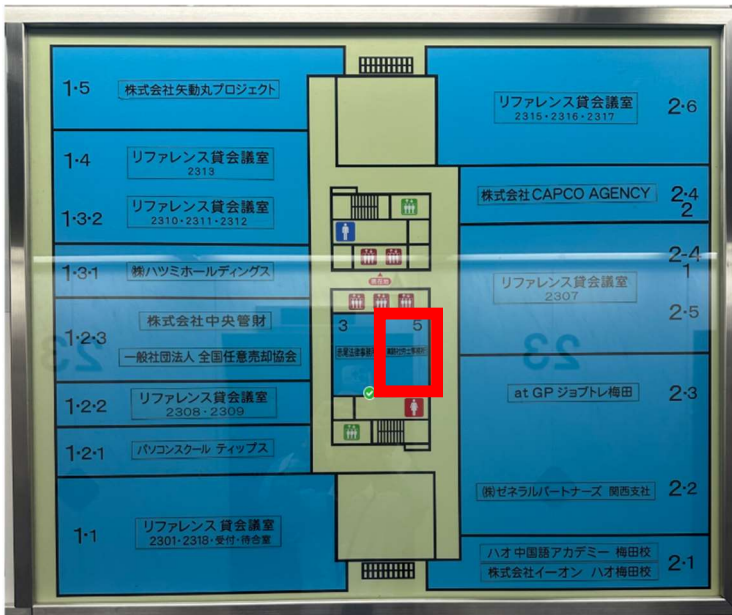 1・5 株式会社矢動丸プロジェクト
1・4 リファレンス貸会議室
2313
1・3・2 リファレンス貸会議室
2310・2311・2312
1・3・1 ㈱ハツミホールディングス
1・2・3 株式会社中央管財
一般社団法人 全国任意売却協会
1・2・2 リファレンス貸会議室
2308・2309
1・2・1 パソコンスクール ティップス
1・1 リファレンス貸会議室
2301・2318・受付・待合室
現在地
3
5
リファレンス貸会議室 2・6
2315・2316・2317
株式会社CAPCO AGENCY 2・4
2
2・4
1
リファレンス貸会議室
2307
2・5
at GP ジョブトレ梅田 2・3
㈱ゼネラルパートナーズ 関西支社 2・2
ハオ中国語アカデミー 梅田校
株式会社イーオン ハオ梅田校 2・1
23
23